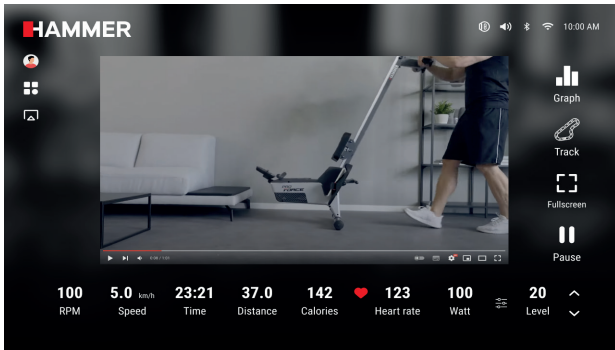 HAMMER
10:00 AM
Graph
Track
Fullscreen
Pause
FORCE
100
RPM
5.0 km/h
Speed
23:21
Time
37.0
Distance
142
Calories
123
Heart rate
100
Watt
20
Level